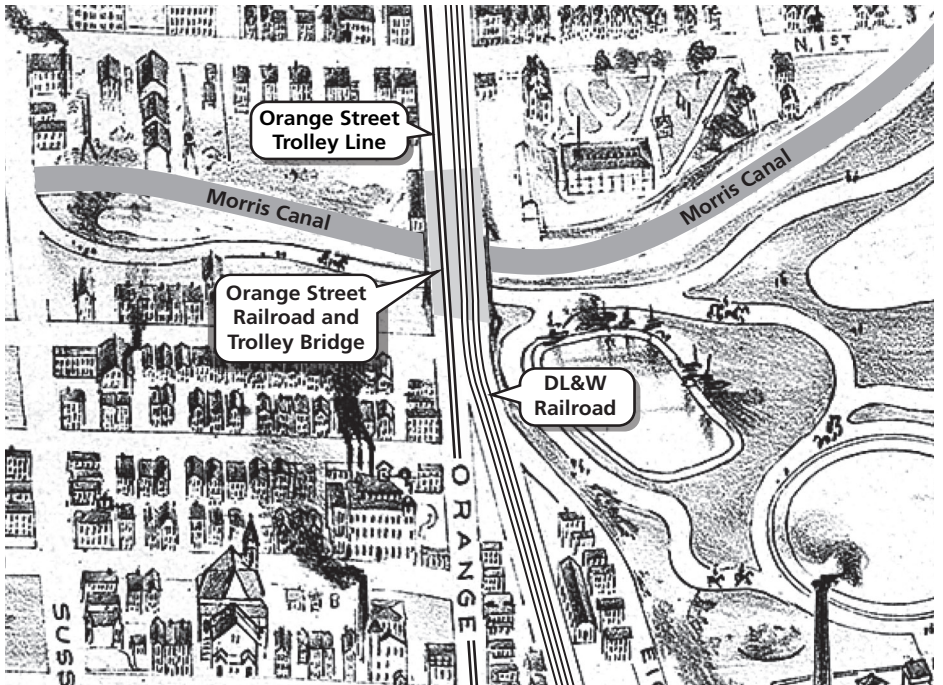 N. 1ST
Orange Street
Trolley Line
Morris Canal
Morris Canal
Orange Street
Railroad and
Trolley Bridge
DL&W
Railroad
ORANGE
SUSS